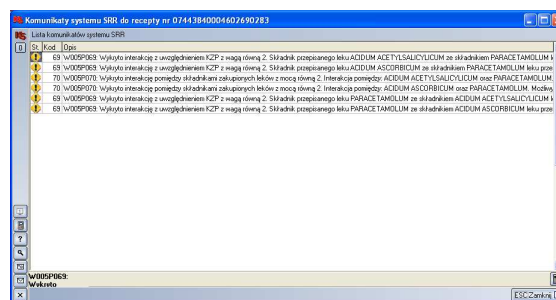 Komunikaty systemu SRR do recepty nr 07443840004602690283
Lista komunikatów systemu SRR
St. Kod Opis
69 W005P069: Wykryto interakcję z uwzględnieniem KZP z wagą równą 2. Składnik przepisanego leku ACIDUM ACETYLSALICYLICUM ze składnikiem PARACETAMOLUM l
69 W005P069: Wykryto interakcję z uwzględnieniem KZP z wagą równą 2. Składnik przepisanego leku ACIDUM ASCORBICUM ze składnikiem PARACETAMOLUM leku prze
70 W005P070: Wykryto interakcję pomiędzy składnikami zakupionych leków z mocą równą 2. Interakcja pomiędzy: ACIDUM ACETYLSALICYLICUM oraz PARACETAMOLUM.
70 W005P070: Wykryto interakcję pomiędzy składnikami zakupionych leków z mocą równą 2. Interakcja pomiędzy: ACIDUM ASCORBICUM oraz PARACETAMOLUM. Możliwy
69 W005P069: Wykryto interakcję z uwzględnieniem KZP z wagą równą 2. Składnik przepisanego leku PARACETAMOLUM ze składnikiem ACIDUM ACETYLSALICYLICUM l
69 W005P069: Wykryto interakcję z uwzględnieniem KZP z wagą równą 2. Składnik przepisanego leku PARACETAMOLUM ze składnikiem ACIDUM ASCORBICUM leku prze
W005P069:
Wykryto
ESC:Zamknij